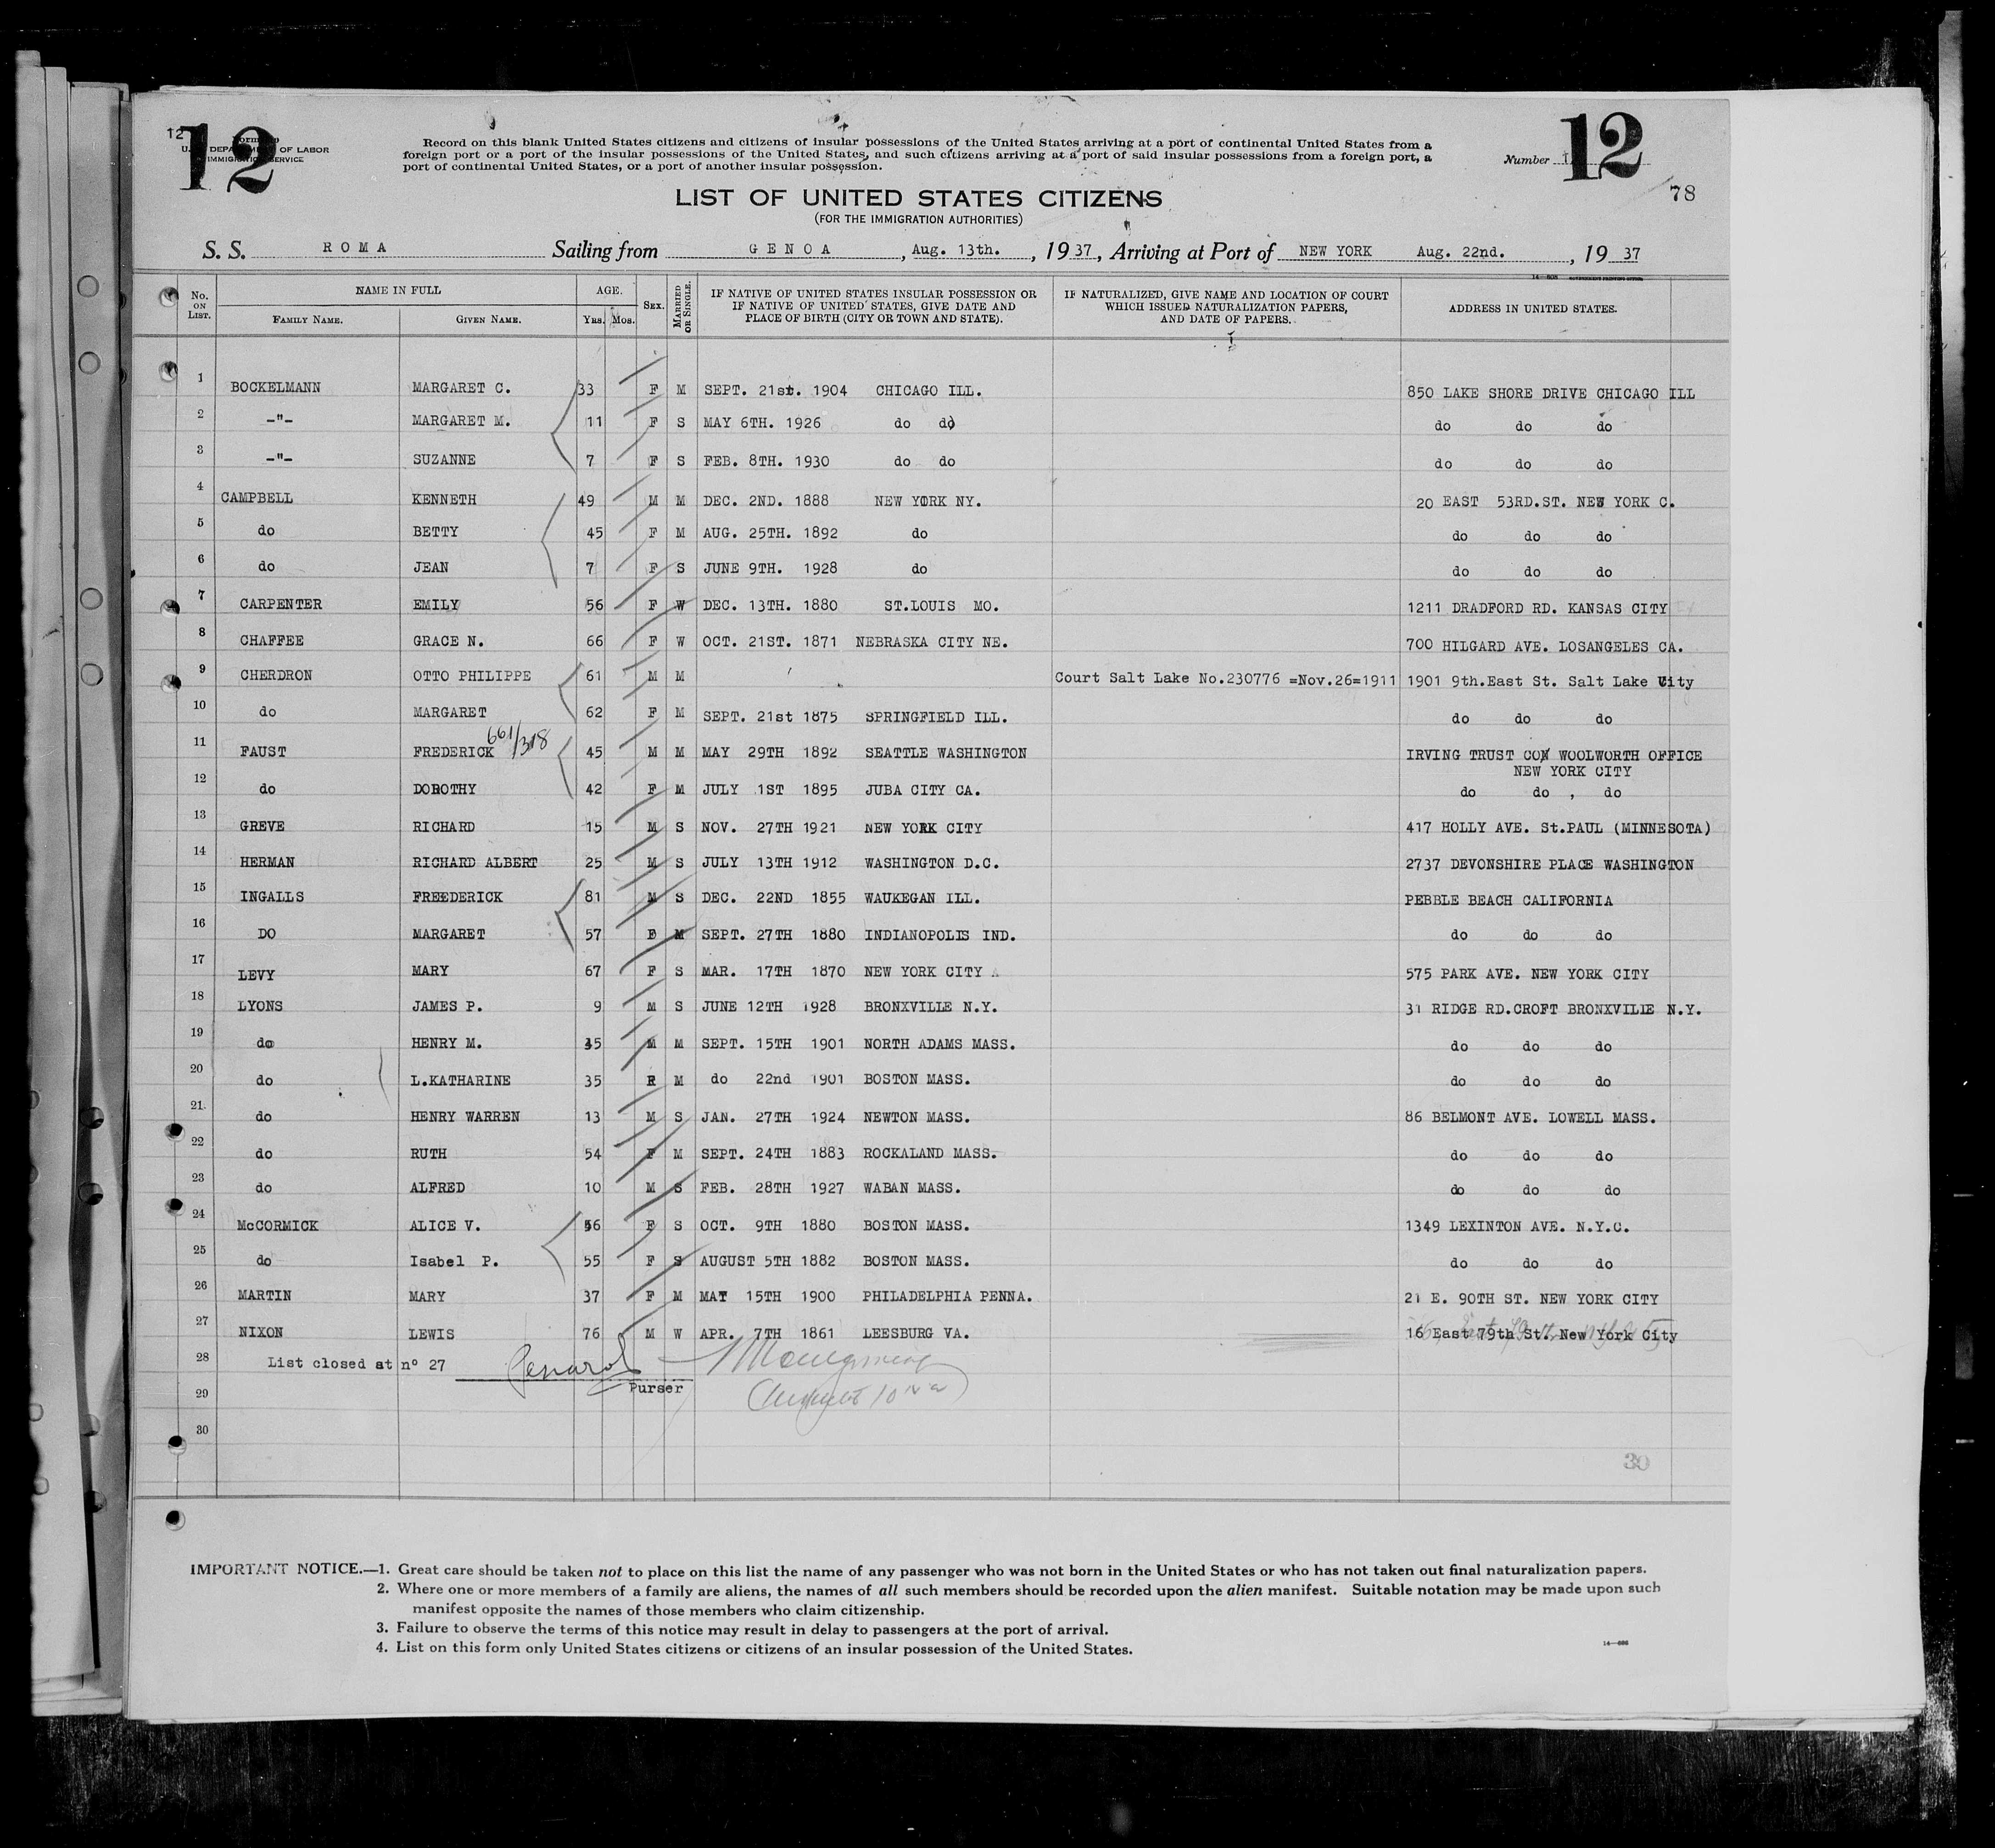 12 12 12
Form
U. DEPA OF LABOR
IMMIGRATION SERVICE
Record on this blank United States citizens and citizens of insular possessions of the United States arriving at a port of continental United States from a
foreign port or a port of the insular possessions of the United States, and such citizens arriving at a port of said insular possessions from a foreign port, a
port of continental United States, or a port of another insular possession.
Number
78
LIST OF UNITED STATES CITIZENS
(FOR THE IMMIGRATION AUTHORITIES)
S. S. ROMA Sailing from GENOA, Aug. 13th., 1937, Arriving at Port of NEW YORK Aug. 22nd., 1937
No. ON LIST. NAME IN FULL FAMILY NAME. GIVEN NAME. AGE. Yrs. Mos. SEX. MARRIED OR SINGLE. IF NATIVE OF UNITED STATES INSULAR POSSESSION OR IF NATIVE OF UNITED STATES, GIVE DATE AND PLACE OF BIRTH (CITY OR TOWN AND STATE). IF NATURALIZED, GIVE NAME AND LOCATION OF COURT WHICH ISSUED NATURALIZATION PAPERS, AND DATE OF PAPERS. ADDRESS IN UNITED STATES.
1 BOCKELMANN MARGARET C. 33 F M SEPT. 21st. 1904 CHICAGO ILL. 850 LAKE SHORE DRIVE CHICAGO ILL
2 -"- MARGARET M. 11 F S MAY 6TH. 1926 do do do do do
3 -"- SUZANNE 7 F S FEB. 8TH. 1930 do do do do do
4 CAMPBELL KENNETH 49 M M DEC. 2ND. 1888 NEW YORK NY. 20 EAST 53RD.ST. NEW YORK C.
5 do BETTY 45 F M AUG. 25TH. 1892 do do do do
6 do JEAN 7 F S JUNE 9TH. 1928 do do do do
7 CARPENTER EMILY 56 F W DEC. 13TH. 1880 ST.LOUIS MO. 1211 DRADFORD RD. KANSAS CITY
8 CHAFFEE GRACE N. 66 F W OCT. 21ST. 1871 NEBRASKA CITY NE. 700 HILGARD AVE. LOSANGELES CA.
9 CHERDRON OTTO PHILIPPE 61 M M Court Salt Lake No.230776 =Nov.26=1911 1901 9th.East St. Salt Lake City
10 do MARGARET 62 F M SEPT. 21st 1875 SPRINGFIELD ILL. do do do
661/318
11 FAUST FREDERICK 45 M M MAY 29TH 1892 SEATTLE WASHINGTON IRVING TRUST CO WOOLWORTH OFFICE
NEW YORK CITY
12 do DOROTHY 42 F M JULY 1ST 1895 JUBA CITY CA. do do , do
13 GREVE RICHARD 15 M S NOV. 27TH 1921 NEW YORK CITY 417 HOLLY AVE. St.PAUL (MINNESOTA)
14 HERMAN RICHARD ALBERT 25 M S JULY 13TH 1912 WASHINGTON D.C. 2737 DEVONSHIRE PLACE WASHINGTON
15 INGALLS FREEDERICK 81 M S DEC. 22ND 1855 WAUKEGAN ILL. PEBBLE BEACH CALIFORNIA
16 DO MARGARET 57 F M SEPT. 27TH 1880 INDIANOPOLIS IND. do do do
17 LEVY MARY 67 F S MAR. 17TH 1870 NEW YORK CITY 575 PARK AVE. NEW YORK CITY
18 LYONS JAMES P. 9 M S JUNE 12TH 1928 BRONXVILLE N.Y. 31 RIDGE RD.CROFT BRONXVILLE N.Y.
19 do HENRY M. 35 M M SEPT. 15TH 1901 NORTH ADAMS MASS. do do do
20 do L.KATHARINE 35 F M do 22nd 1901 BOSTON MASS. do do do
21. do HENRY WARREN 13 M S JAN. 27TH 1924 NEWTON MASS. 86 BELMONT AVE. LOWELL MASS.
22 do RUTH 54 F M SEPT. 24TH 1883 ROCKALAND MASS. do do do
23 do ALFRED 10 M S FEB. 28TH 1927 WABAN MASS. do do do
24 McCORMICK ALICE V. 56 F S OCT. 9TH 1880 BOSTON MASS. 1349 LEXINTON AVE. N.Y.C.
25 do Isabel P. 55 F S AUGUST 5TH 1882 BOSTON MASS. do do do
26 MARTIN MARY 37 F M MAY 15TH 1900 PHILADELPHIA PENNA. 21 E. 90TH ST. NEW YORK CITY
27 NIXON LEWIS 76 M W APR. 7TH 1861 LEESBURG VA. 16 East 79th St. New York City
28 List closed at nº 27
Purser
29
30
30
IMPORTANT NOTICE.—1. Great care should be taken not to place on this list the name of any passenger who was not born in the United States or who has not taken out final naturalization papers.
2. Where one or more members of a family are aliens, the names of all such members should be recorded upon the alien manifest. Suitable notation may be made upon such
manifest opposite the names of those members who claim citizenship.
3. Failure to observe the terms of this notice may result in delay to passengers at the port of arrival.
4. List on this form only United States citizens or citizens of an insular possession of the United States.